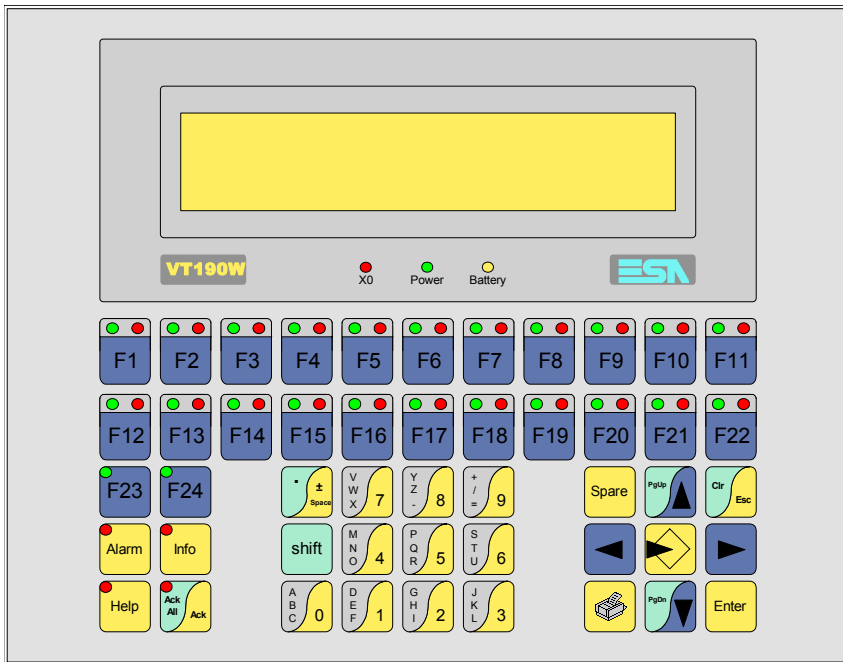 VT190W
X0 Power Battery
ESA
F1 F2 F3 F4 F5 F6 F7 F8 F9 F10 F11
F12 F13 F14 F15 F16 F17 F18 F19 F20 F21 F22
F23 F24
. ± Space
V W X 7
Y Z - 8
+ / = 9
Spare
PgUp
Clr Esc
Alarm Info
shift
M N O 4
P Q R 5
S T U 6
Help
Ack All Ack
A B C 0
D E F 1
G H I 2
J K L 3
PgDn
Enter